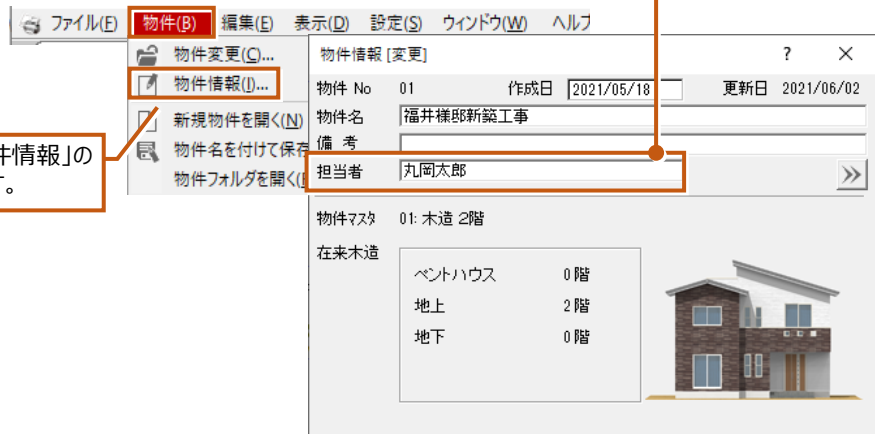 ファイル(F) 物件(B) 編集(E) 表示(D) 設定(S) ウィンドウ(W) ヘルプ
物件変更(C)...
物件情報(I)...
新規物件を開く(N)
物件名を付けて保存
物件フォルダを開く(
件情報」の
。
物件情報 [変更] ? ×
物件 No 01 作成日 2021/05/18 更新日 2021/06/02
物件名 福井様邸新築工事
備 考
担当者 丸岡太郎 >>
物件マスタ 01: 木造 2階
在来木造
ペントハウス 0 階
地上 2 階
地下 0 階